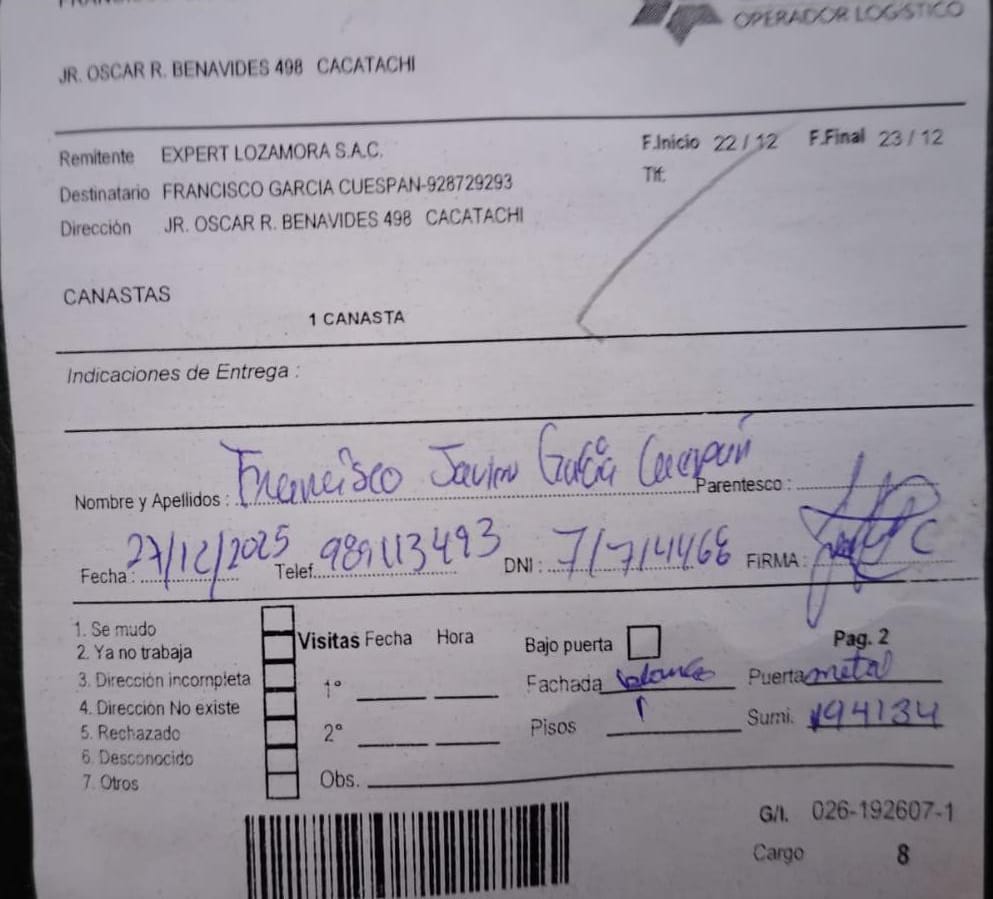 OPERADOR LOGISTICO
JR. OSCAR R. BENAVIDES 498 CACATACHI
Remitente EXPERT LOZAMORA S.A.C. F.Inicio 22 / 12 F.Final 23 / 12
Destinatario FRANCISCO GARCIA CUESPAN-928729293 Tlf:
Dirección JR. OSCAR R. BENAVIDES 498 CACATACHI
CANASTAS
1 CANASTA
Indicaciones de Entrega :
Nombre y Apellidos : Francisco Javier García Cuespán Parentesco :
Fecha : 27/12/2025 Telef. DNI : FIRMA :
1. Se mudo
2. Ya no trabaja
3. Dirección incompleta
4. Dirección No existe
5. Rechazado
6. Desconocido
7. Otros
Visitas Fecha Hora Bajo puerta Pag. 2
1° Fachada blanco Puerta metal
2° Pisos 1 Sumi. 194134
Obs.
G/I. 026-192607-1
Cargo 8